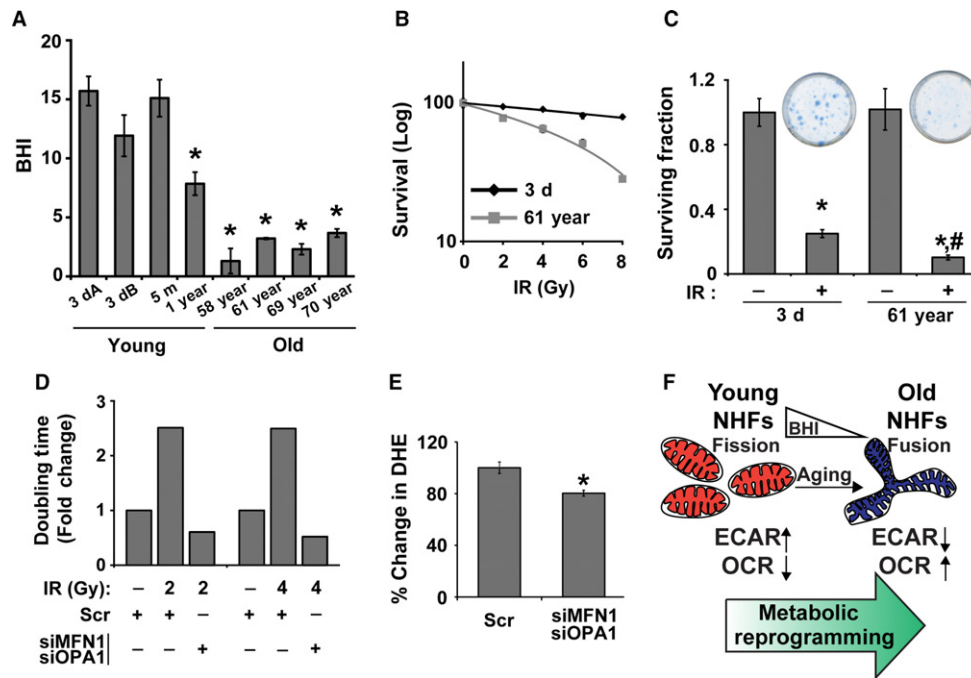 A
BHI
20
15
10
5
0
3 dA
3 dB
5 m
1 year
58 year
61 year
69 year
70 year
* * * * *
Young
Old
B
Survival (Log)
100
10
3 d
61 year
0 2 4 6 8
IR (Gy)
C
Surviving fraction
1.2
0.8
0.4
0
*
*,#
IR : – + – +
3 d 61 year
D
Doubling time
(Fold change)
3
2
1
0
IR (Gy): – 2 2 – 4 4
Scr + + – + + –
siMFN1
siOPA1 – – + – – +
E
% Change in DHE
120
80
40
0
*
Scr
siMFN1
siOPA1
F
Young
NHFs
Fission
BHI
Old
NHFs
Fusion
Aging
ECAR↑
OCR ↓
ECAR↓
OCR ↑
Metabolic
reprogramming